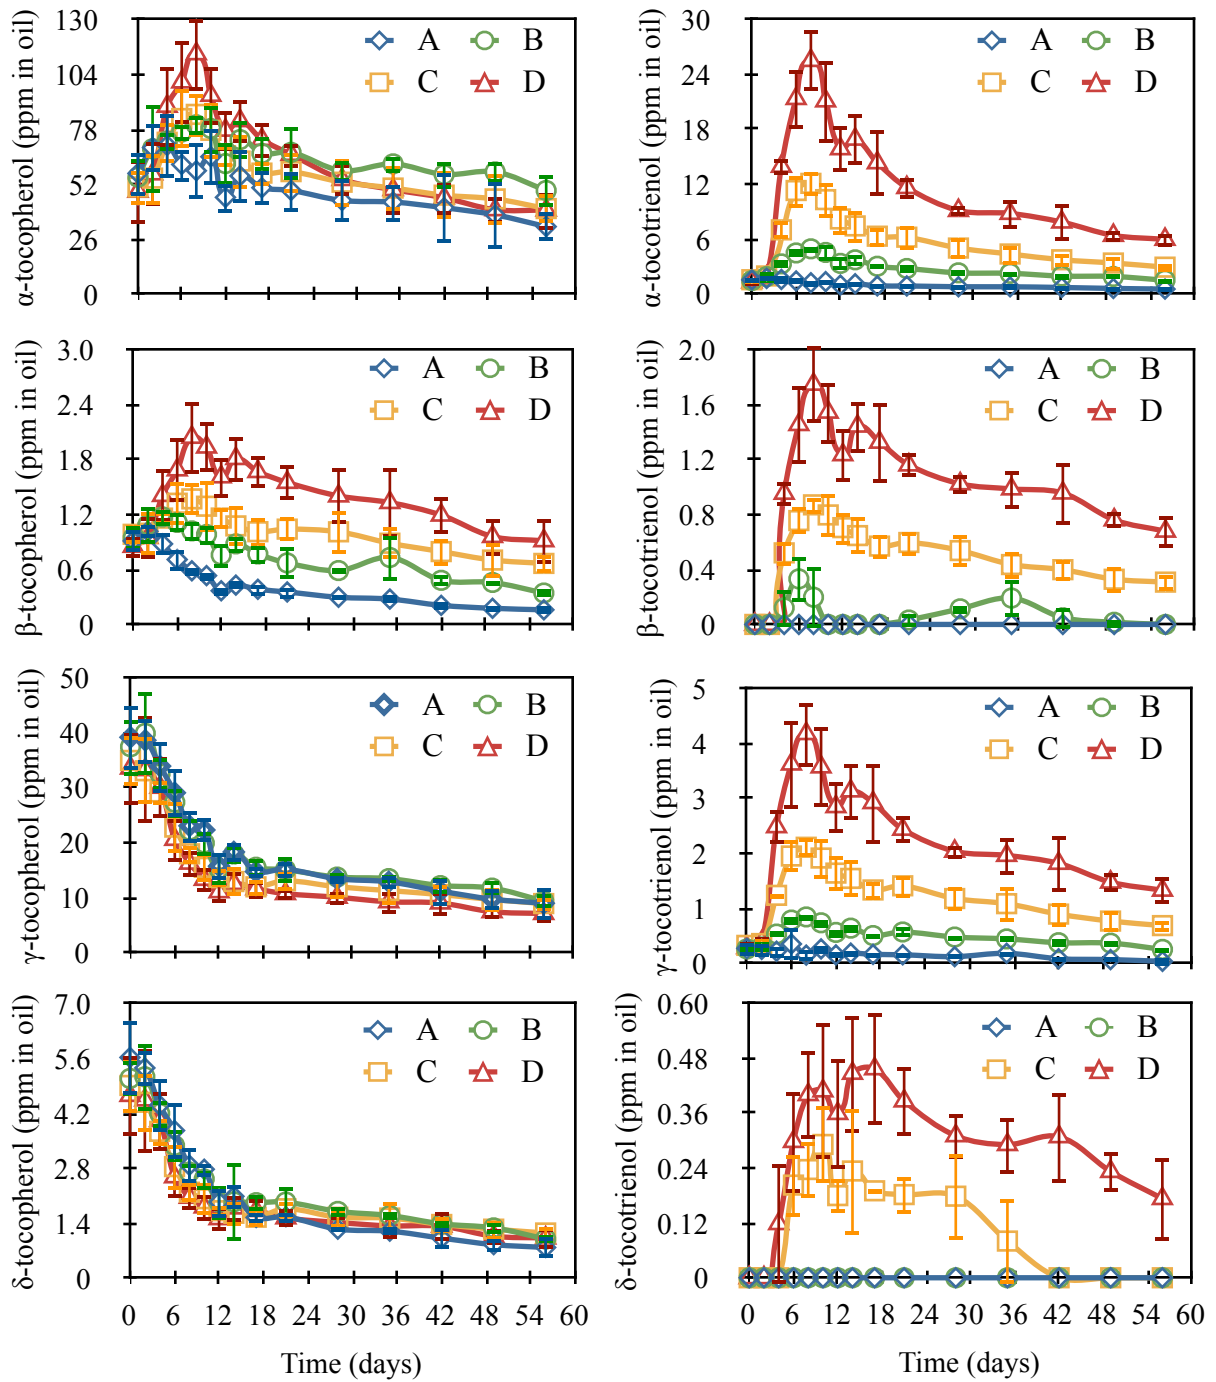 α-tocopherol (ppm in oil)
130
104
78
52
26
0
A B
C D
α-tocotrienol (ppm in oil)
30
24
18
12
6
0
A B
C D
β-tocopherol (ppm in oil)
3.0
2.4
1.8
1.2
0.6
0
A B
C D
β-tocotrienol (ppm in oil)
2.0
1.6
1.2
0.8
0.4
0
A B
C D
γ-tocopherol (ppm in oil)
50
40
30
20
10
0
A B
C D
γ-tocotrienol (ppm in oil)
5
4
3
2
1
0
A B
C D
δ-tocopherol (ppm in oil)
7.0
5.6
4.2
2.8
1.4
0
A B
C D
0 6 12 18 24 30 36 42 48 54 60
Time (days)
δ-tocotrienol (ppm in oil)
0.60
0.48
0.36
0.24
0.12
0
A B
C D
0 6 12 18 24 30 36 42 48 54 60
Time (days)